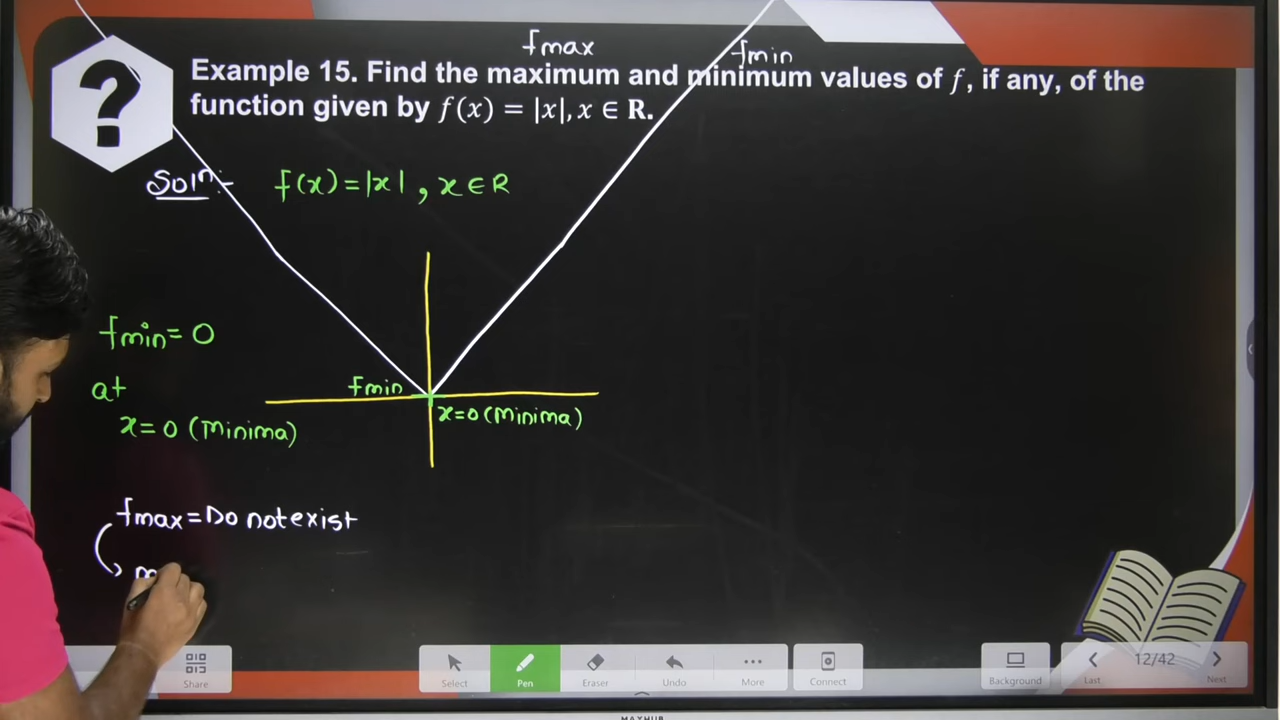 fmax
fmin
?
Example 15. Find the maximum and minimum values of f, if any, of the
function given by f(x) = |x|, x ∈ R.
Soln:-
f(x)=|x|, x∈R
fmin=0
at
x=0 (Minima)
fmin
x=0 (Minima)
fmax=Do not exist
Share
Select
Pen
Eraser
Undo
More
Connect
Background
Last
12/42
Next
MAXHUB